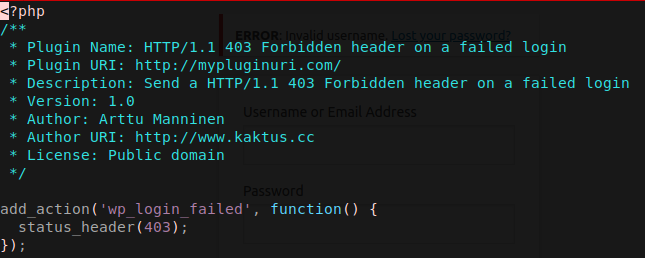 <?php
/**
 * Plugin Name: HTTP/1.1 403 Forbidden header on a failed login
 * Plugin URI: http://mypluginuri.com/
 * Description: Send a HTTP/1.1 403 Forbidden header on a failed login
 * Version: 1.0
 * Author: Arttu Manninen
 * Author URI: http://www.kaktus.cc
 * License: Public domain
 */
add_action('wp_login_failed', function() {
  status_header(403);
});
ERROR: Invalid username. Lost your password?
Username or Email Address
Password